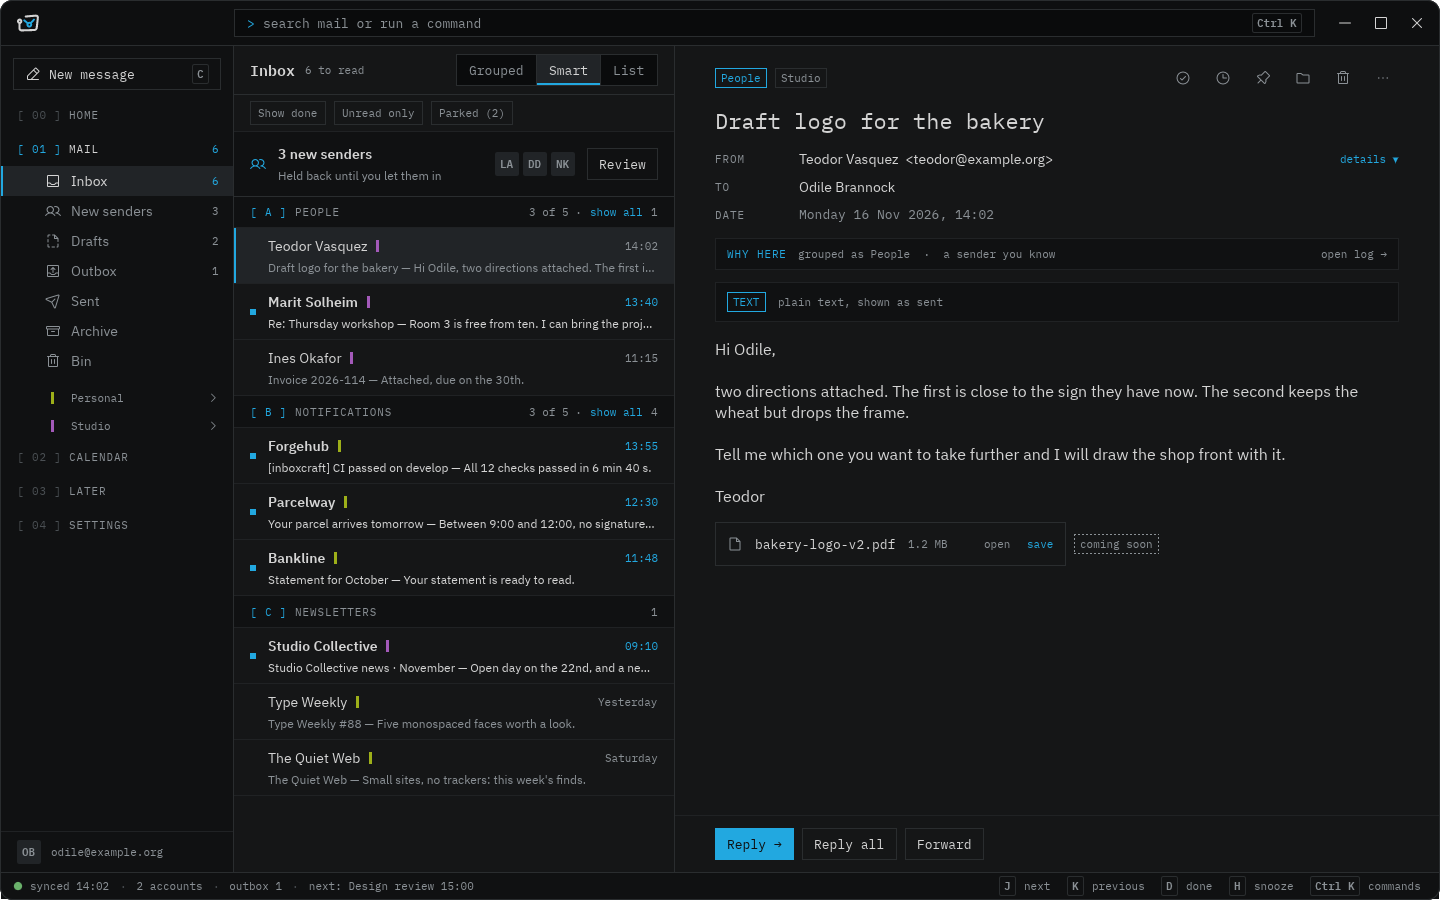 > search mail or run a command Ctrl K
New message C
[ 00 ] HOME
[ 01 ] MAIL 6
Inbox 6
New senders 3
Drafts 2
Outbox 1
Sent
Archive
Bin
Personal
Studio
[ 02 ] CALENDAR
[ 03 ] LATER
[ 04 ] SETTINGS
OB odile@example.org
Inbox 6 to read Grouped Smart List
Show done Unread only Parked (2)
3 new senders
Held back until you let them in
LA DD NK Review
[ A ] PEOPLE 3 of 5 · show all 1
Teodor Vasquez 14:02
Draft logo for the bakery — Hi Odile, two directions attached. The first i…
Marit Solheim 13:40
Re: Thursday workshop — Room 3 is free from ten. I can bring the proj…
Ines Okafor 11:15
Invoice 2026-114 — Attached, due on the 30th.
[ B ] NOTIFICATIONS 3 of 5 · show all 4
Forgehub 13:55
[inboxcraft] CI passed on develop — All 12 checks passed in 6 min 40 s.
Parcelway 12:30
Your parcel arrives tomorrow — Between 9:00 and 12:00, no signature…
Bankline 11:48
Statement for October — Your statement is ready to read.
[ C ] NEWSLETTERS 1
Studio Collective 09:10
Studio Collective news · November — Open day on the 22nd, and a ne…
Type Weekly Yesterday
Type Weekly #88 — Five monospaced faces worth a look.
The Quiet Web Saturday
The Quiet Web — Small sites, no trackers: this week's finds.
People Studio
Draft logo for the bakery
FROM Teodor Vasquez <teodor@example.org> details ▾
TO Odile Brannock
DATE Monday 16 Nov 2026, 14:02
WHY HERE grouped as People · a sender you know open log →
TEXT plain text, shown as sent
Hi Odile,
two directions attached. The first is close to the sign they have now. The second keeps the
wheat but drops the frame.
Tell me which one you want to take further and I will draw the shop front with it.
Teodor
bakery-logo-v2.pdf 1.2 MB open save coming soon
Reply → Reply all Forward
synced 14:02 · 2 accounts · outbox 1 · next: Design review 15:00
J next K previous D done H snooze Ctrl K commands